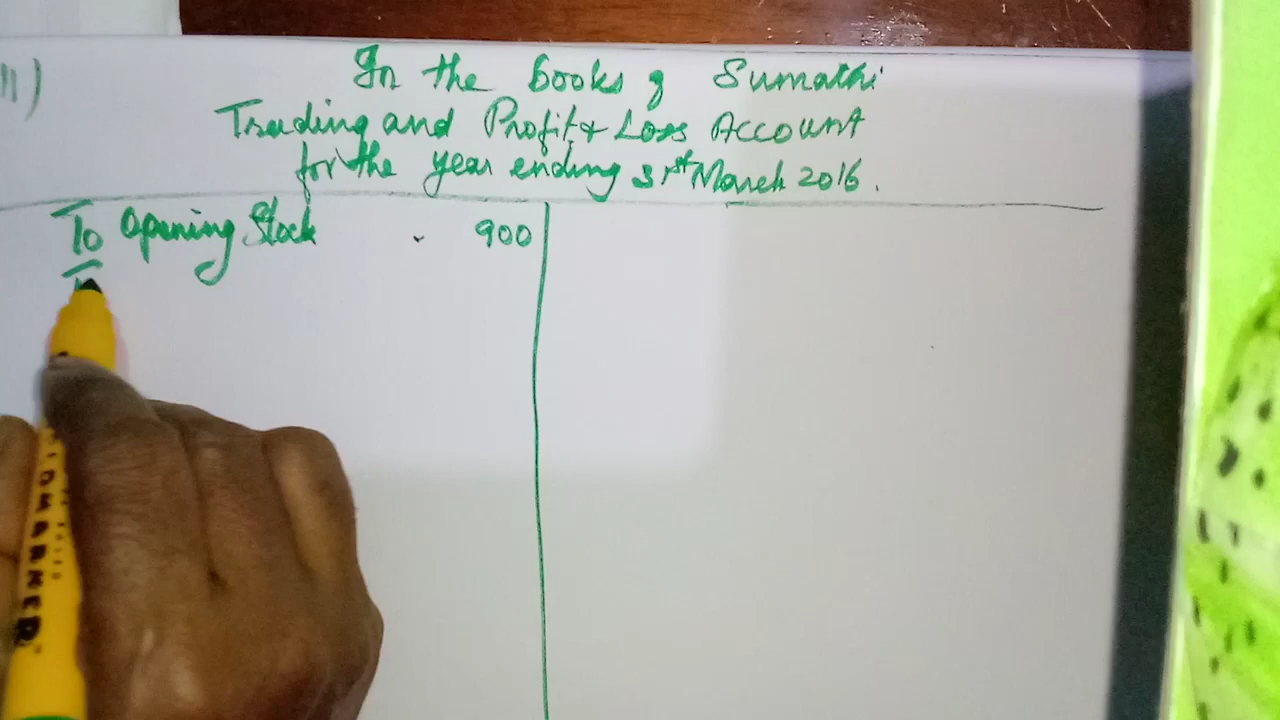 11)
In the books of Sumathi
Trading and Profit & Loss Account
for the year ending 31st March 2016.
To Opening Stock 900